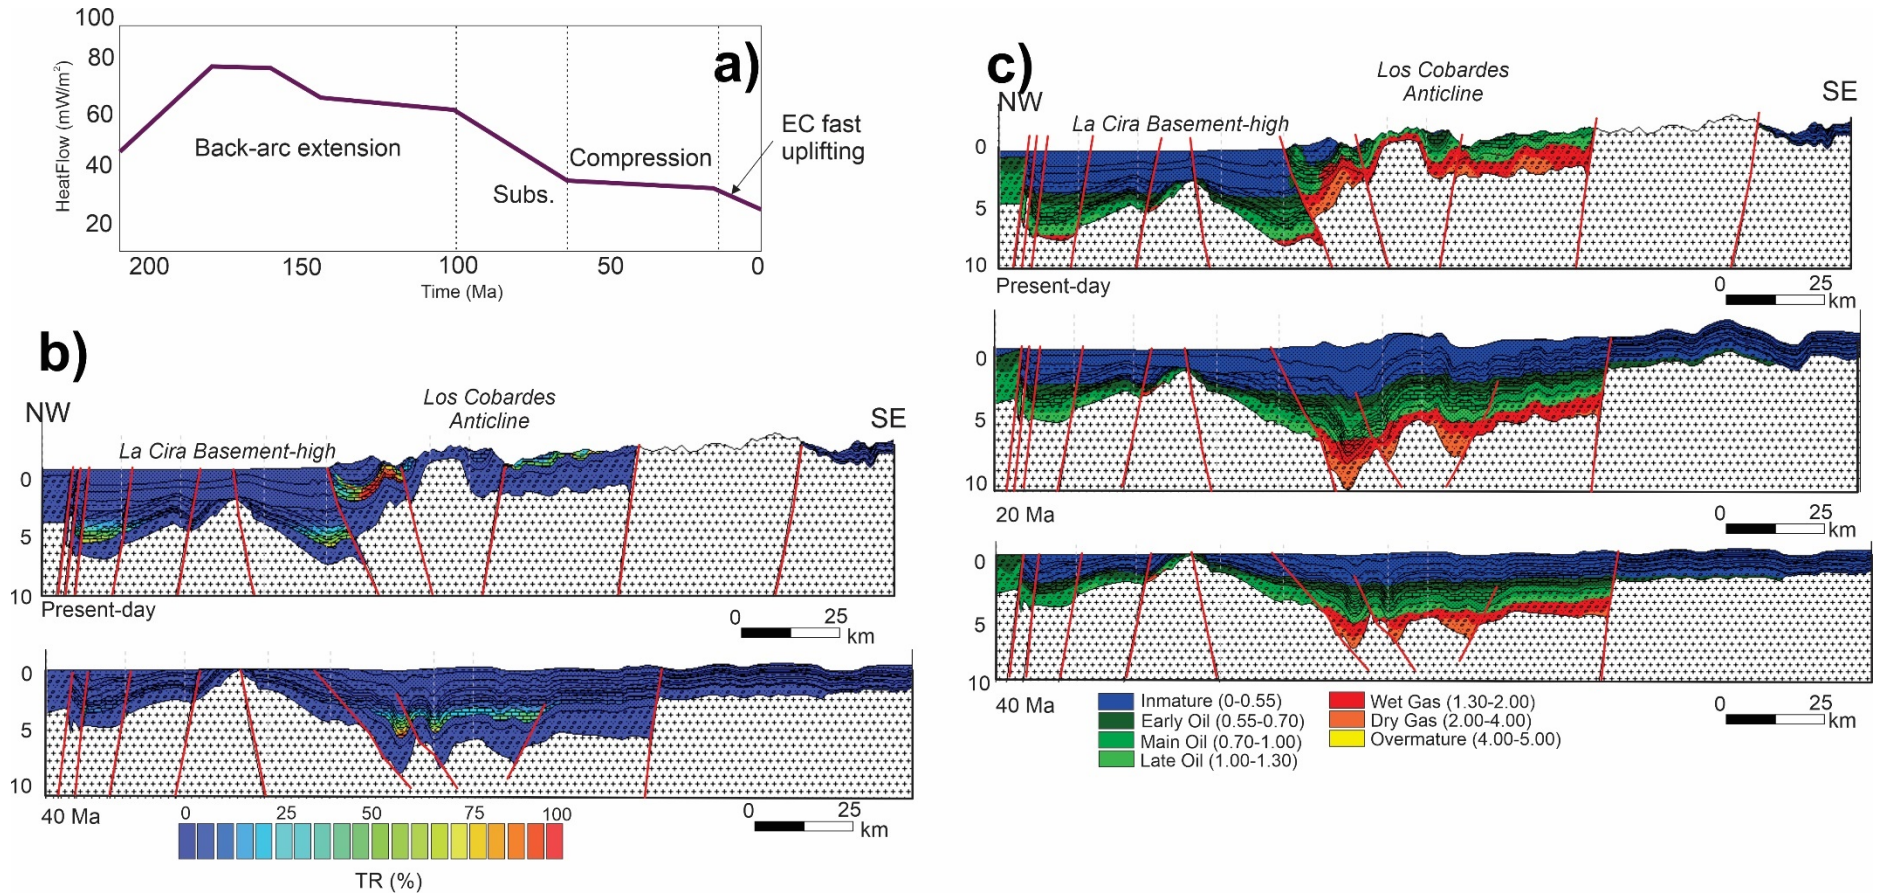 a)
100
80
60
40
20
HeatFlow (mW/m²)
Back-arc extension
Subs.
Compression
EC fast
uplifting
200
150
100
50
0
Time (Ma)
b)
Los Cobardes
Anticline
NW
SE
La Cira Basement-high
0
5
10
Present-day
0
25
km
0
5
10
40 Ma
0
25
km
0
25
50
75
100
TR (%)
c)
Los Cobardes
Anticline
NW
SE
La Cira Basement-high
0
5
10
Present-day
0
25
km
0
5
10
20 Ma
0
25
km
0
5
10
40 Ma
0
25
km
Inmature (0-0.55)
Early Oil (0.55-0.70)
Main Oil (0.70-1.00)
Late Oil (1.00-1.30)
Wet Gas (1.30-2.00)
Dry Gas (2.00-4.00)
Overmature (4.00-5.00)